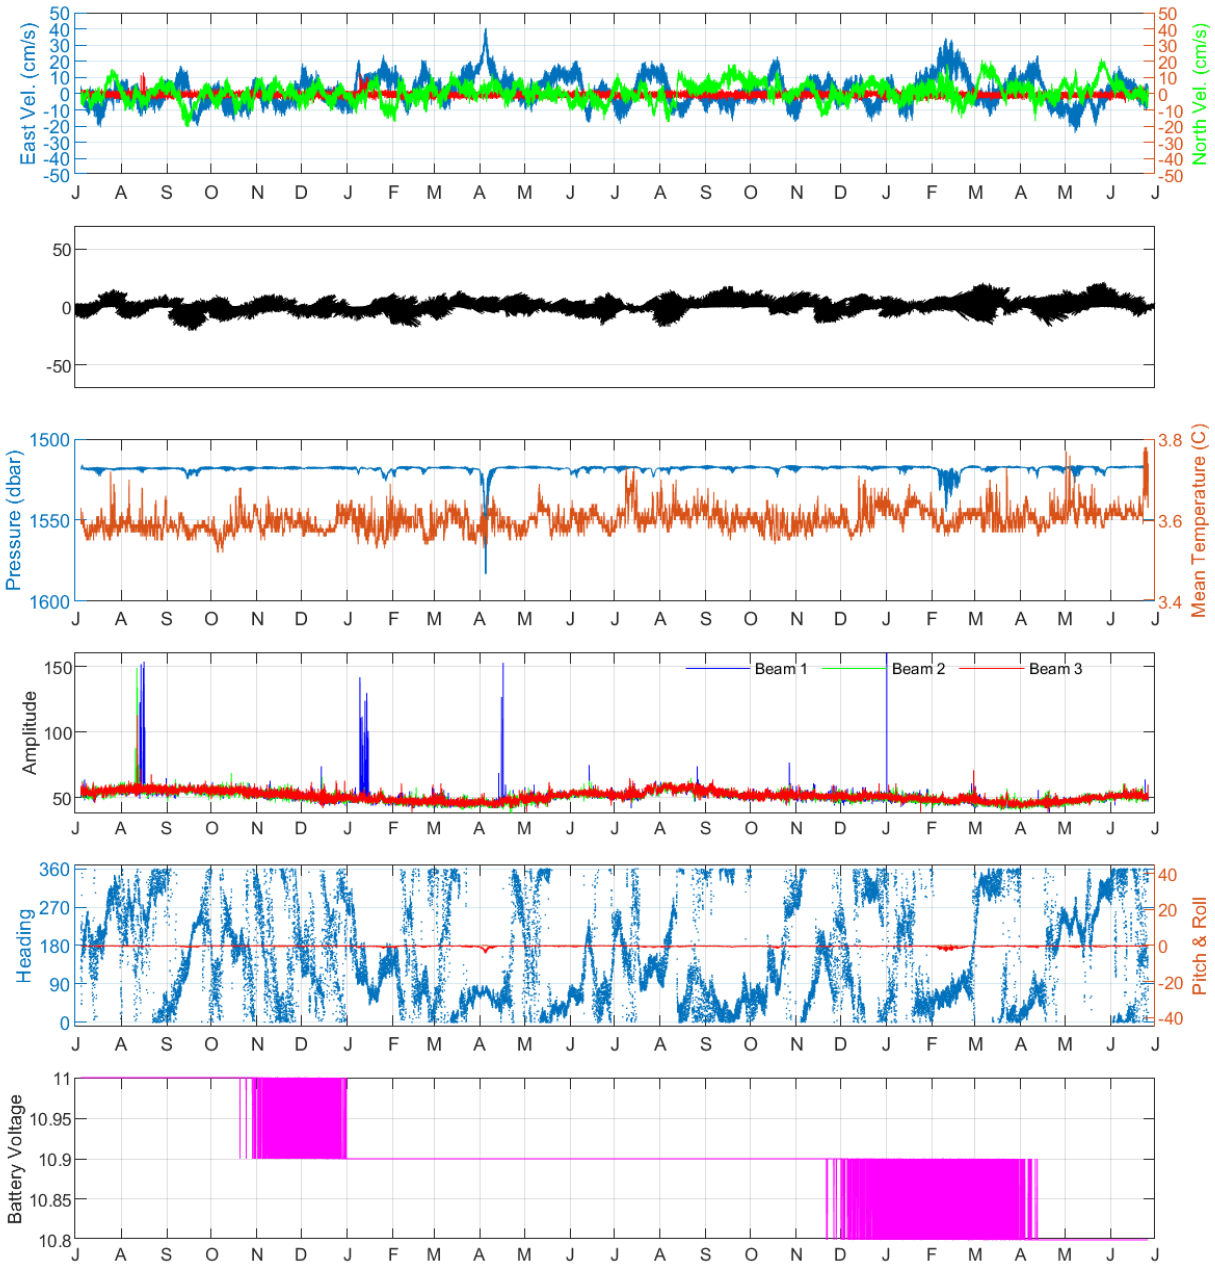 East Vel. (cm/s)
50 40 30 20 10 0 -10 -20 -30 -40 -50
50 40 30 20 10 0 -10 -20 -30 -40 -50
North Vel. (cm/s)
J A S O N D J F M A M J J A S O N D J F M A M J J
50
0
-50
Pressure (dbar)
1500
1550
1600
3.8
3.6
3.4
Mean Temperature (C)
J A S O N D J F M A M J J A S O N D J F M A M J J
Amplitude
150
100
50
Beam 1 Beam 2 Beam 3
J A S O N D J F M A M J J A S O N D J F M A M J J
Heading
360
270
180
90
0
40
20
0
-20
-40
Pitch & Roll
J A S O N D J F M A M J J A S O N D J F M A M J J
Battery Voltage
11
10.95
10.9
10.85
10.8
J A S O N D J F M A M J J A S O N D J F M A M J J